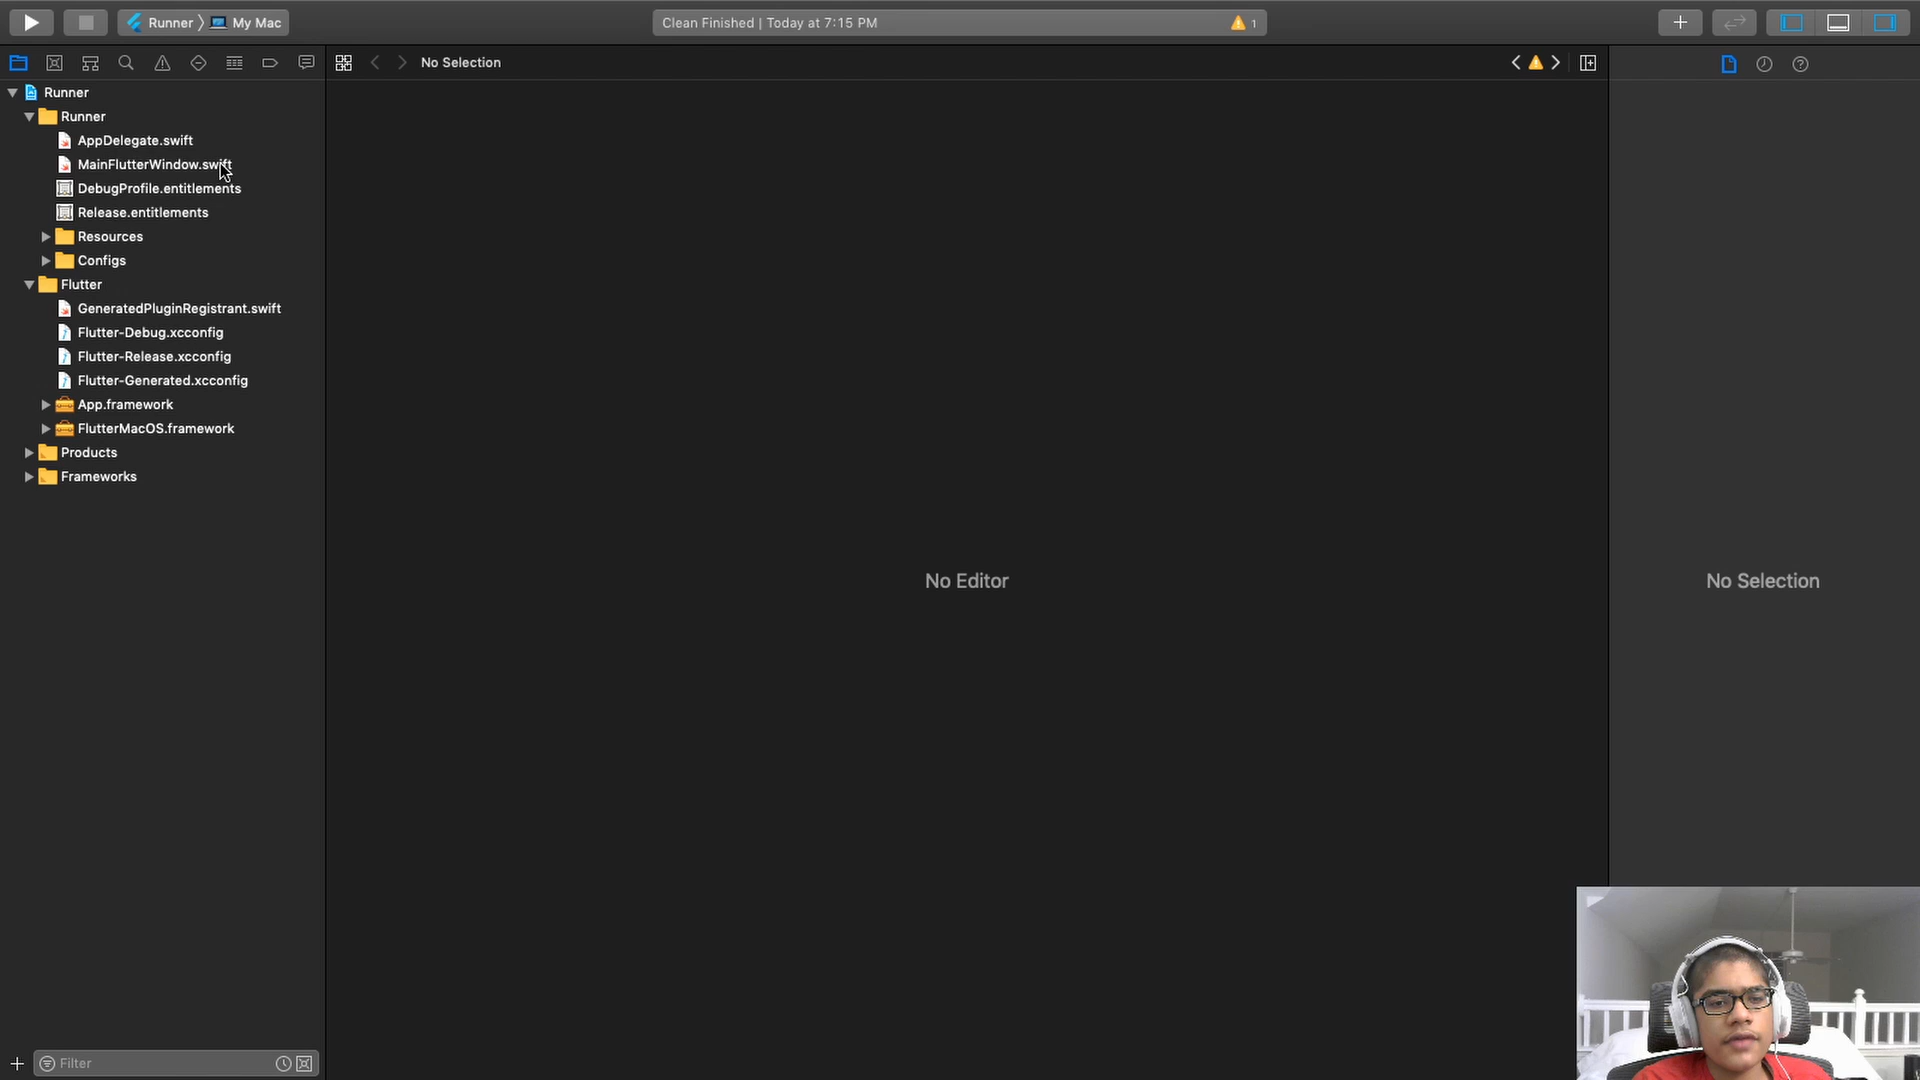 Runner
My Mac
Clean Finished | Today at 7:15 PM
1
No Selection
Runner
Runner
AppDelegate.swift
MainFlutterWindow.swift
DebugProfile.entitlements
Release.entitlements
Resources
Configs
Flutter
GeneratedPluginRegistrant.swift
Flutter-Debug.xcconfig
Flutter-Release.xcconfig
Flutter-Generated.xcconfig
App.framework
FlutterMacOS.framework
Products
Frameworks
No Editor
No Selection
Filter